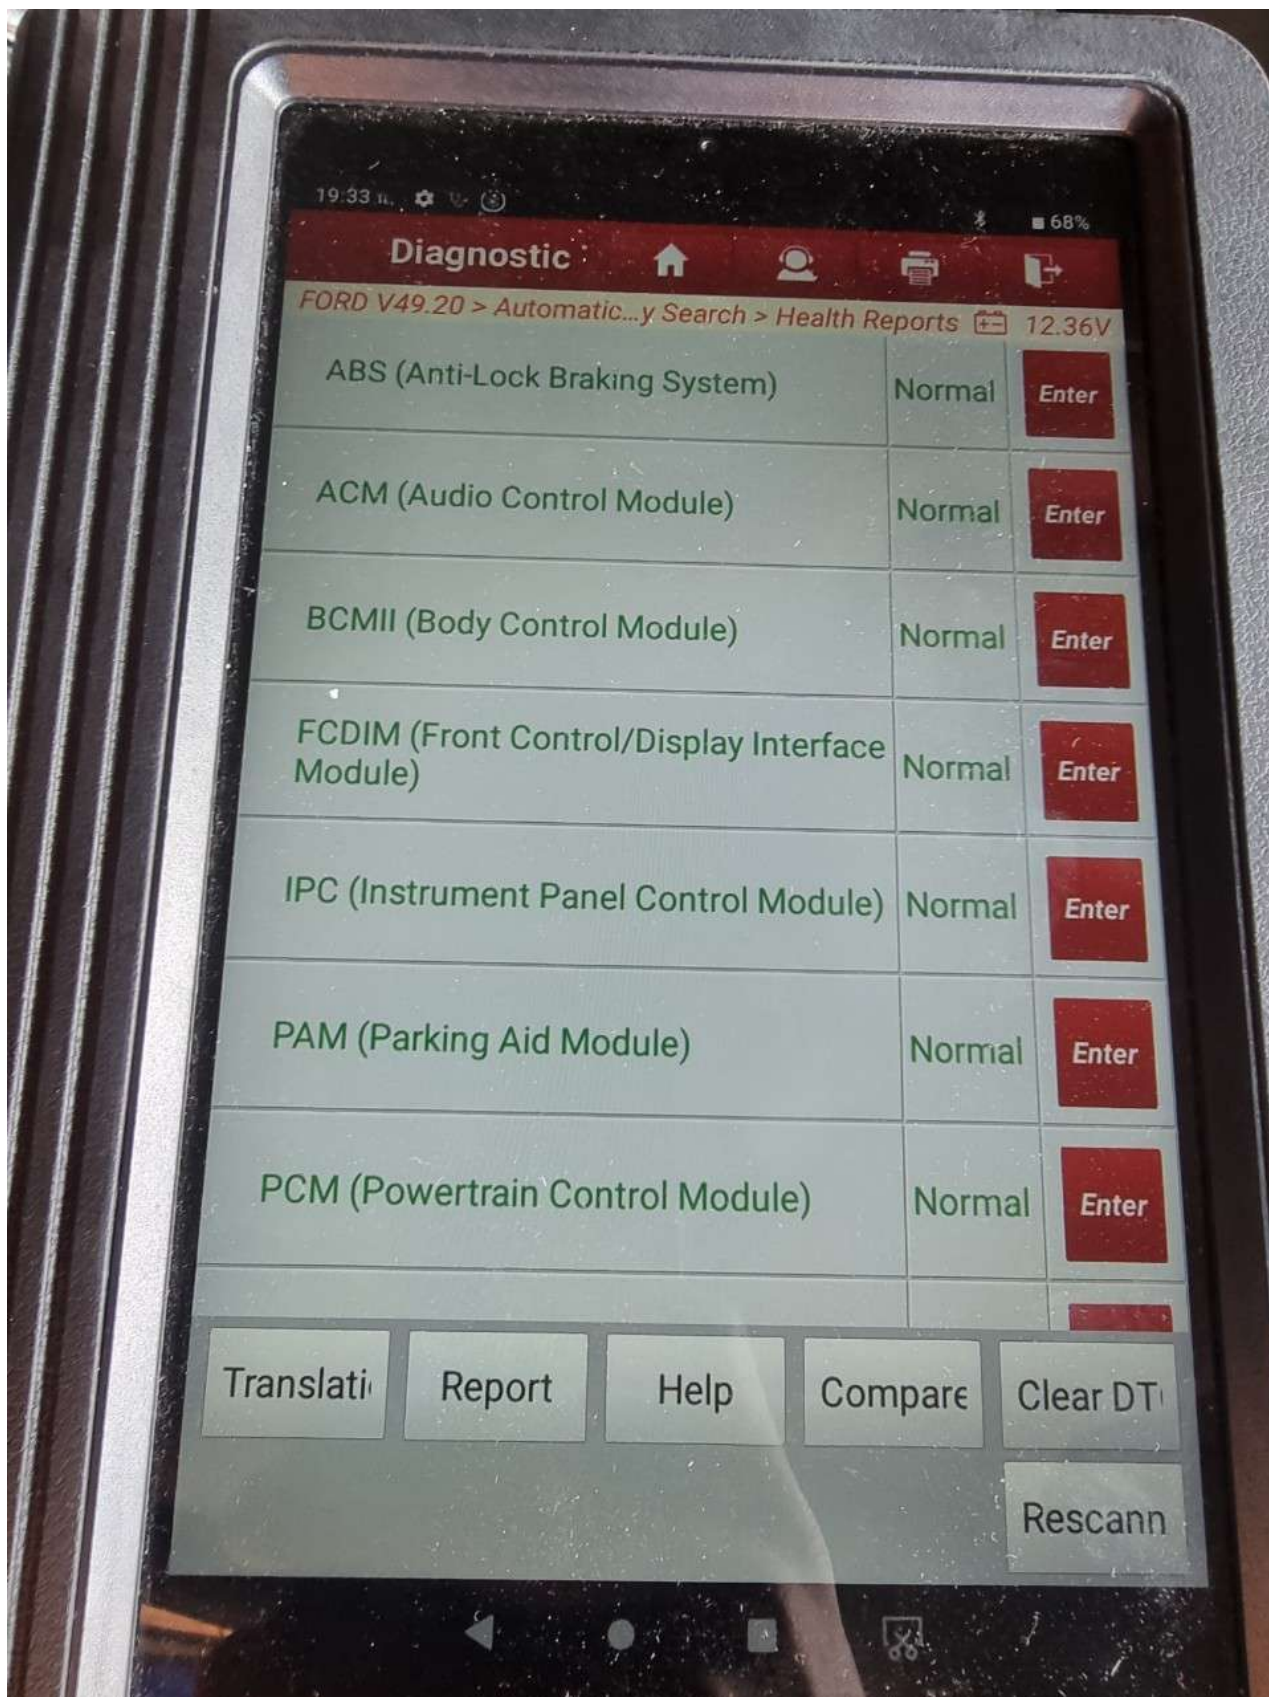 19:33 น.
68%
Diagnostic
FORD V49.20 > Automatic...y Search > Health Reports 12.36V
ABS (Anti-Lock Braking System) Normal Enter
ACM (Audio Control Module) Normal Enter
BCMII (Body Control Module) Normal Enter
FCDIM (Front Control/Display Interface
Module) Normal Enter
IPC (Instrument Panel Control Module) Normal Enter
PAM (Parking Aid Module) Normal Enter
PCM (Powertrain Control Module) Normal Enter
Translati Report Help Compare Clear DT
Rescann